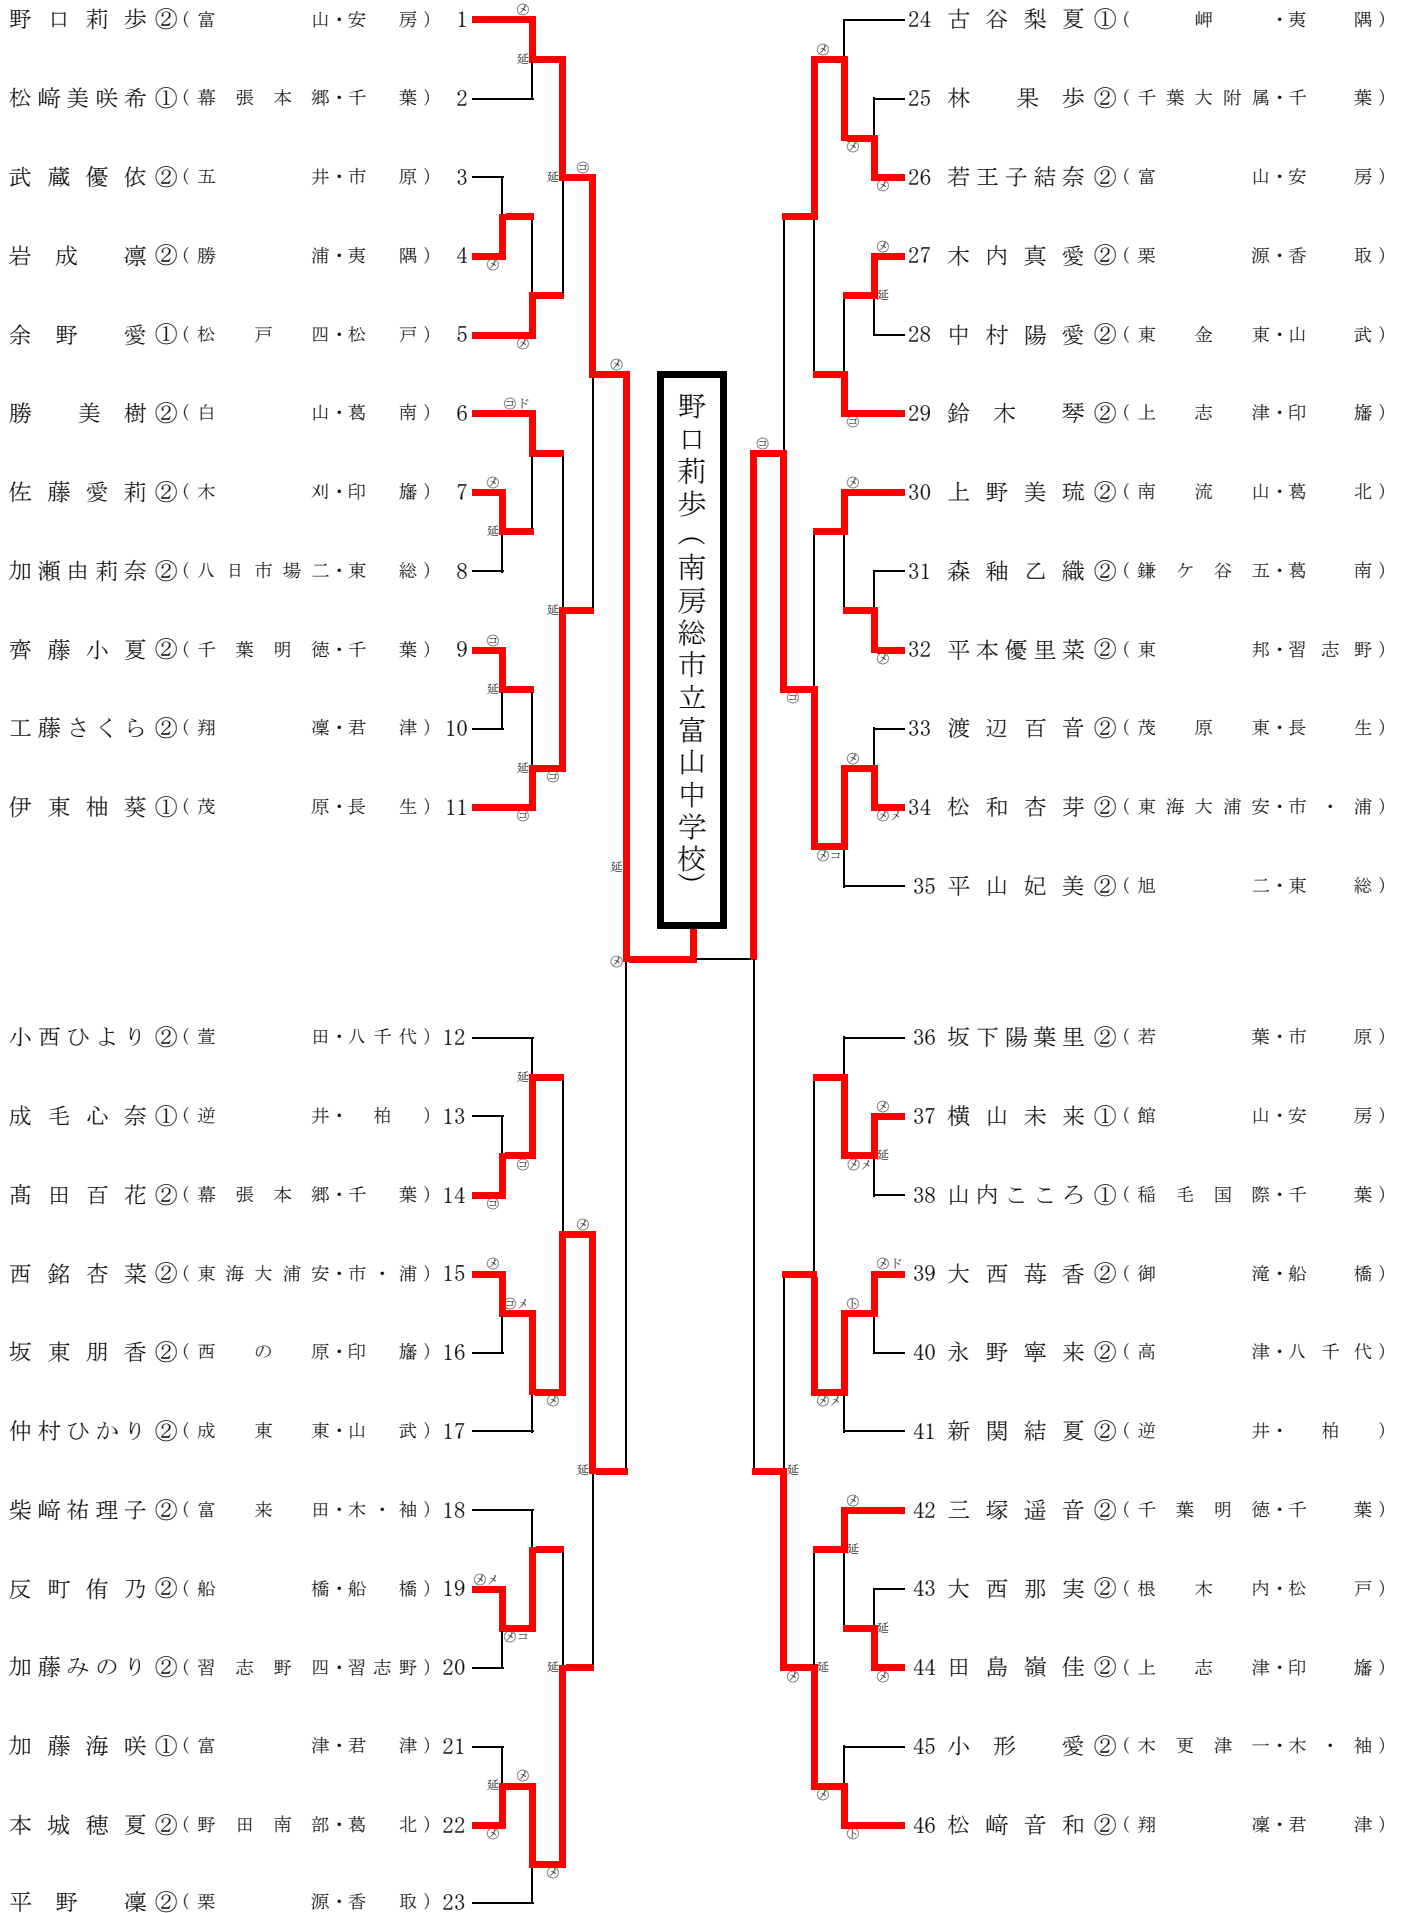 野口莉歩②(富山・安房) 1
松﨑美咲希①(幕張本郷・千葉) 2
武蔵優依②(五井・市原) 3
岩成凛②(勝浦・夷隅) 4
余野愛①(松戸四・松戸) 5
勝美樹②(白山・葛南) 6
佐藤愛莉②(木刈・印旛) 7
加瀬由莉奈②(八日市場二・東総) 8
齊藤小夏②(千葉明徳・千葉) 9
工藤さくら②(翔凜・君津) 10
伊東柚葵①(茂原・長生) 11
小西ひより②(萱田・八千代) 12
成毛心奈①(逆井・柏) 13
髙田百花②(幕張本郷・千葉) 14
西銘杏菜②(東海大浦安・市・浦) 15
坂東朋香②(西の原・印旛) 16
仲村ひかり②(成東東・山武) 17
柴﨑祐理子②(富来田・木・袖) 18
反町侑乃②(船橋・船橋) 19
加藤みのり②(習志野四・習志野) 20
加藤海咲①(富津・君津) 21
本城穂夏②(野田南部・葛北) 22
平野凜②(栗源・香取) 23
野口莉歩(南房総市立富山中学校)
24 古谷梨夏①(岬・夷隅)
25 林果歩②(千葉大附属・千葉)
26 若王子結奈②(富山・安房)
27 木内真愛②(栗源・香取)
28 中村陽愛②(東金東・山武)
29 鈴木琴②(上志津・印旛)
30 上野美琉②(南流山・葛北)
31 森釉乙織②(鎌ケ谷五・葛南)
32 平本優里菜②(東邦・習志野)
33 渡辺百音②(茂原東・長生)
34 松和杏芽②(東海大浦安・市・浦)
35 平山妃美②(旭二・東総)
36 坂下陽葉里②(若葉・市原)
37 横山未来①(館山・安房)
38 山内こころ①(稲毛国際・千葉)
39 大西苺香②(御滝・船橋)
40 永野寧来②(高津・八千代)
41 新関結夏②(逆井・柏)
42 三塚遥音②(千葉明徳・千葉)
43 大西那実②(根木内・松戸)
44 田島嶺佳②(上志津・印旛)
45 小形愛②(木更津一・木・袖)
46 松﨑音和②(翔凜・君津)